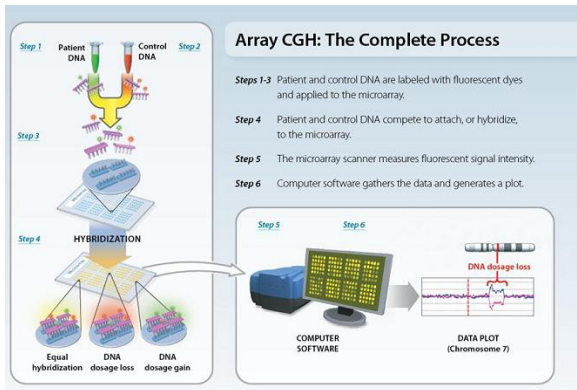 Array CGH: The Complete Process
Step 1
Patient
DNA
Control
DNA
Step 2
Steps 1-3 Patient and control DNA are labeled with fluorescent dyes
and applied to the microarray.
Step 4 Patient and control DNA compete to attach, or hybridize,
to the microarray.
Step 5 The microarray scanner measures fluorescent signal intensity.
Step 6 Computer software gathers the data and generates a plot.
Step 3
HYBRIDIZATION
Step 4
Equal
hybridization
DNA
dosage loss
DNA
dosage gain
Step 5
Step 6
DNA dosage loss
COMPUTER
SOFTWARE
DATA PLOT
(Chromosome 7)